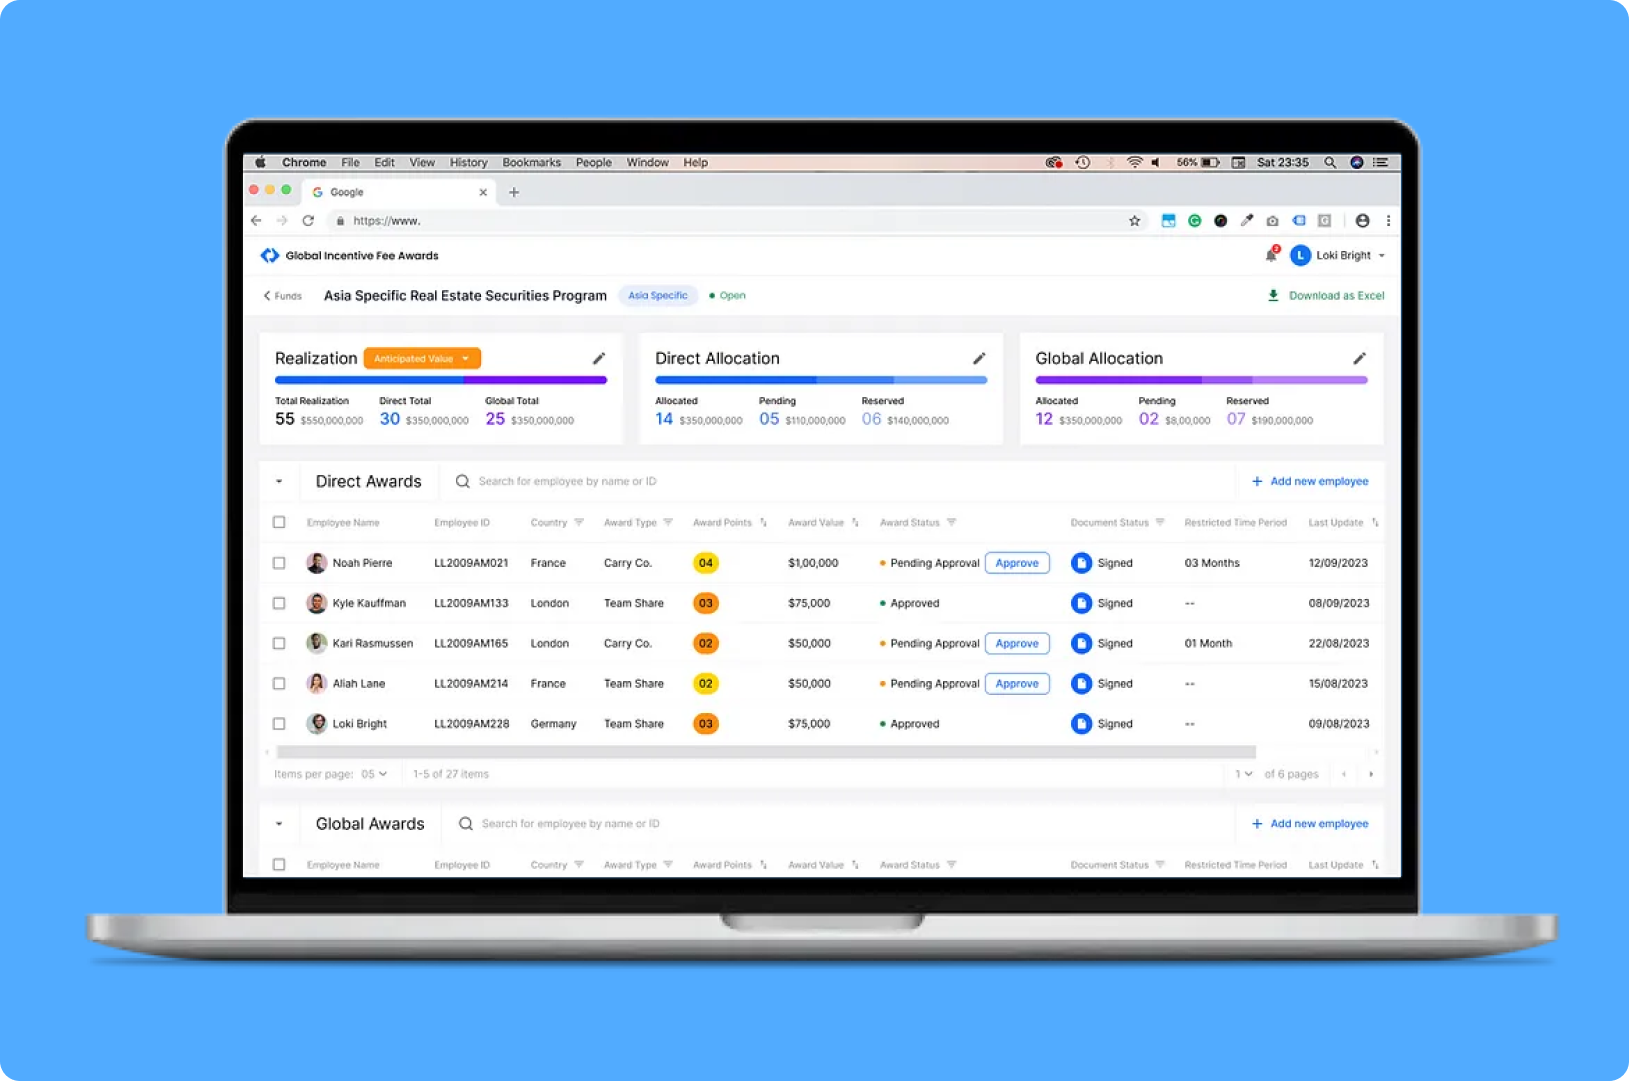 Chrome File Edit View History Bookmarks People Window Help 56% Sat 23:35
Google
https://www.
Global Incentive Fee Awards 2 L Loki Bright
Funds Asia Specific Real Estate Securities Program Asia Specific Open Download as Excel
Realization Anticipated Value
Total Realization Direct Total Global Total
55 $550,000,000 30 $350,000,000 25 $350,000,000
Direct Allocation
Allocated Pending Reserved
14 $350,000,000 05 $110,000,000 06 $140,000,000
Global Allocation
Allocated Pending Reserved
12 $350,000,000 02 $8,00,000 07 $190,000,000
Direct Awards Search for employee by name or ID + Add new employee
Employee Name Employee ID Country Award Type Award Points Award Value Award Status Document Status Restricted Time Period Last Update
Noah Pierre LL2009AM021 France Carry Co. 04 $1,00,000 Pending Approval Approve Signed 03 Months 12/09/2023
Kyle Kauffman LL2009AM133 London Team Share 03 $75,000 Approved Signed -- 08/09/2023
Kari Rasmussen LL2009AM165 London Carry Co. 02 $50,000 Pending Approval Approve Signed 01 Month 22/08/2023
Aliah Lane LL2009AM214 France Team Share 02 $50,000 Pending Approval Approve Signed -- 15/08/2023
Loki Bright LL2009AM228 Germany Team Share 03 $75,000 Approved Signed -- 09/08/2023
Items per page: 05 1-5 of 27 items 1 of 6 pages
Global Awards Search for employee by name or ID + Add new employee
Employee Name Employee ID Country Award Type Award Points Award Value Award Status Document Status Restricted Time Period Last Update